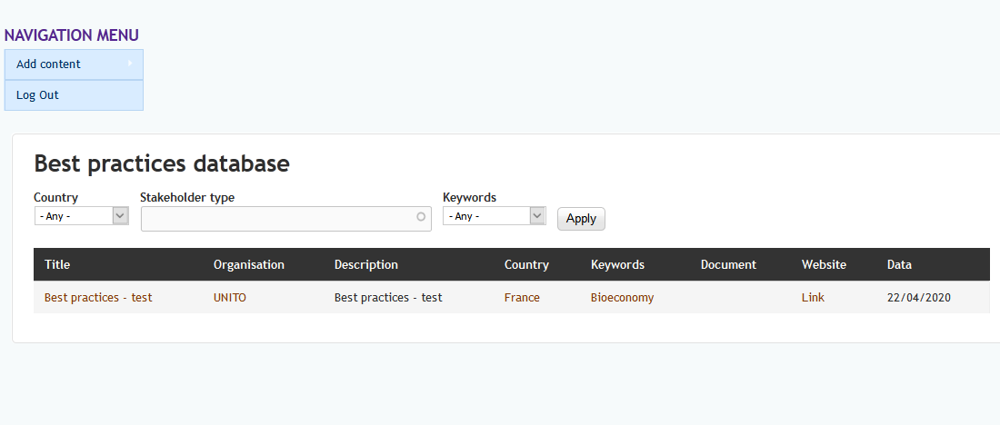 NAVIGATION MENU
Add content
Log Out
Best practices database
Country Stakeholder type Keywords
- Any - - Any - Apply
Title Organisation Description Country Keywords Document Website Data
Best practices - test UNITO Best practices - test France Bioeconomy Link 22/04/2020